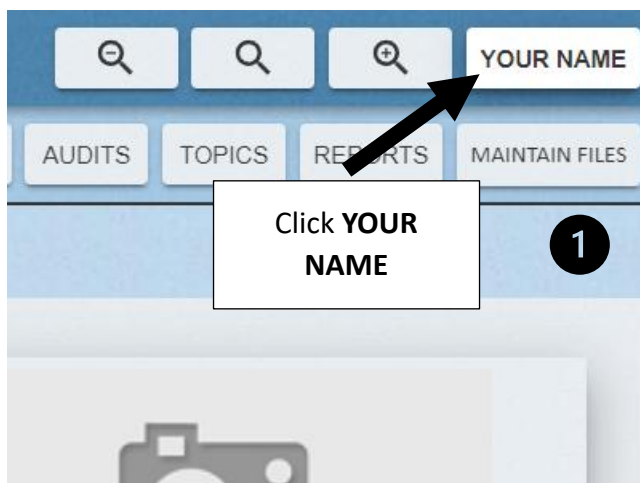 YOUR NAME
AUDITS
TOPICS
REPORTS
MAINTAIN FILES
Click YOUR
NAME
1